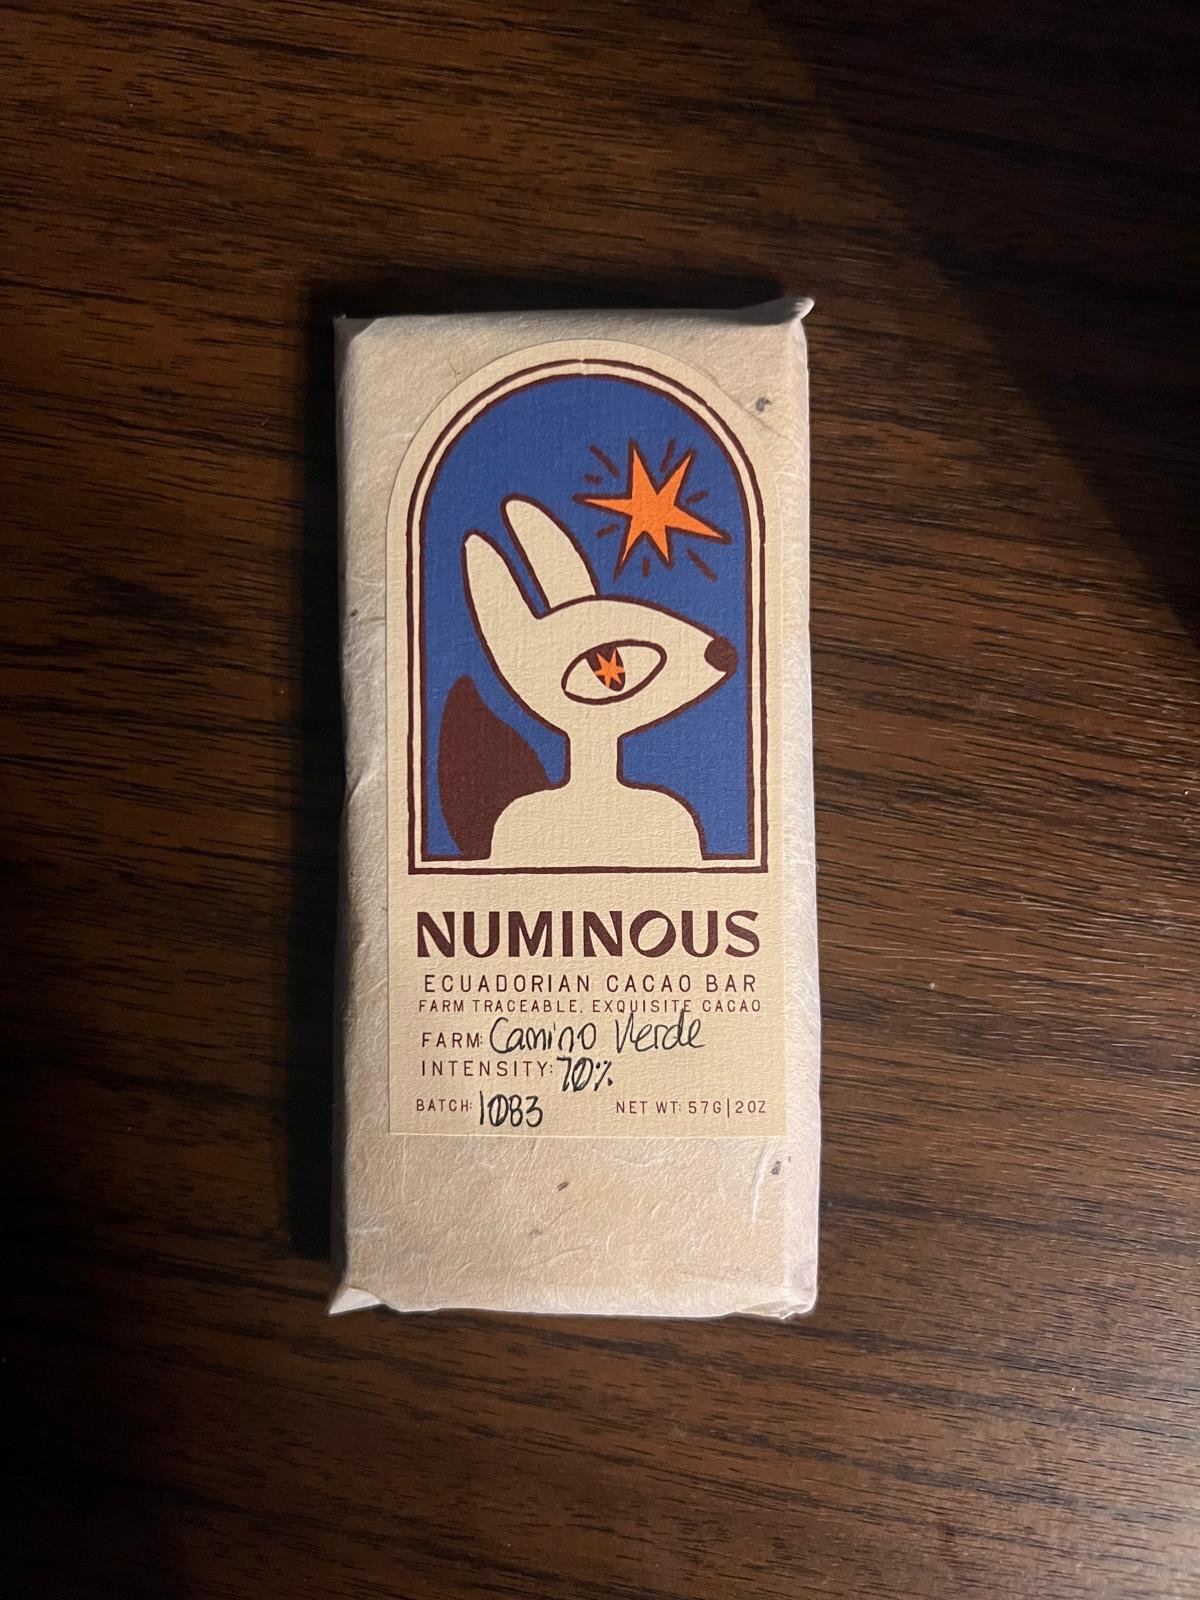 NUMINOUS
ECUADORIAN CACAO BAR
FARM TRACEABLE, EXQUISITE CACAO
FARM: Camino Verde
INTENSITY: 70%
BATCH: 1083 NET WT: 57G|2OZ